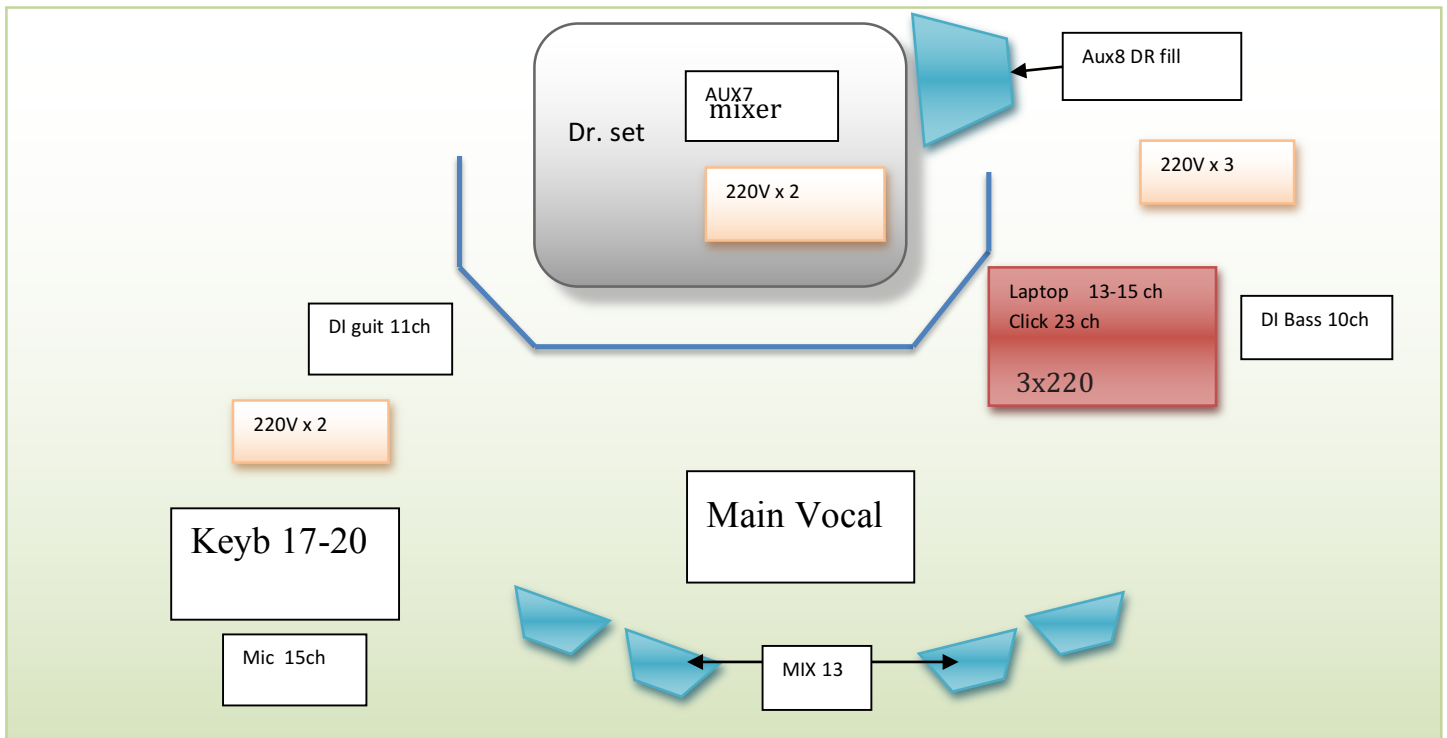 Aux8 DR fill
AUX7
mixer
Dr. set
220V x 2
220V x 3
Laptop    13-15 ch
Click 23 ch
3x220
DI Bass 10ch
DI guit 11ch
220V x 2
Keyb 17-20
Main Vocal
Mic  15ch
MIX 13